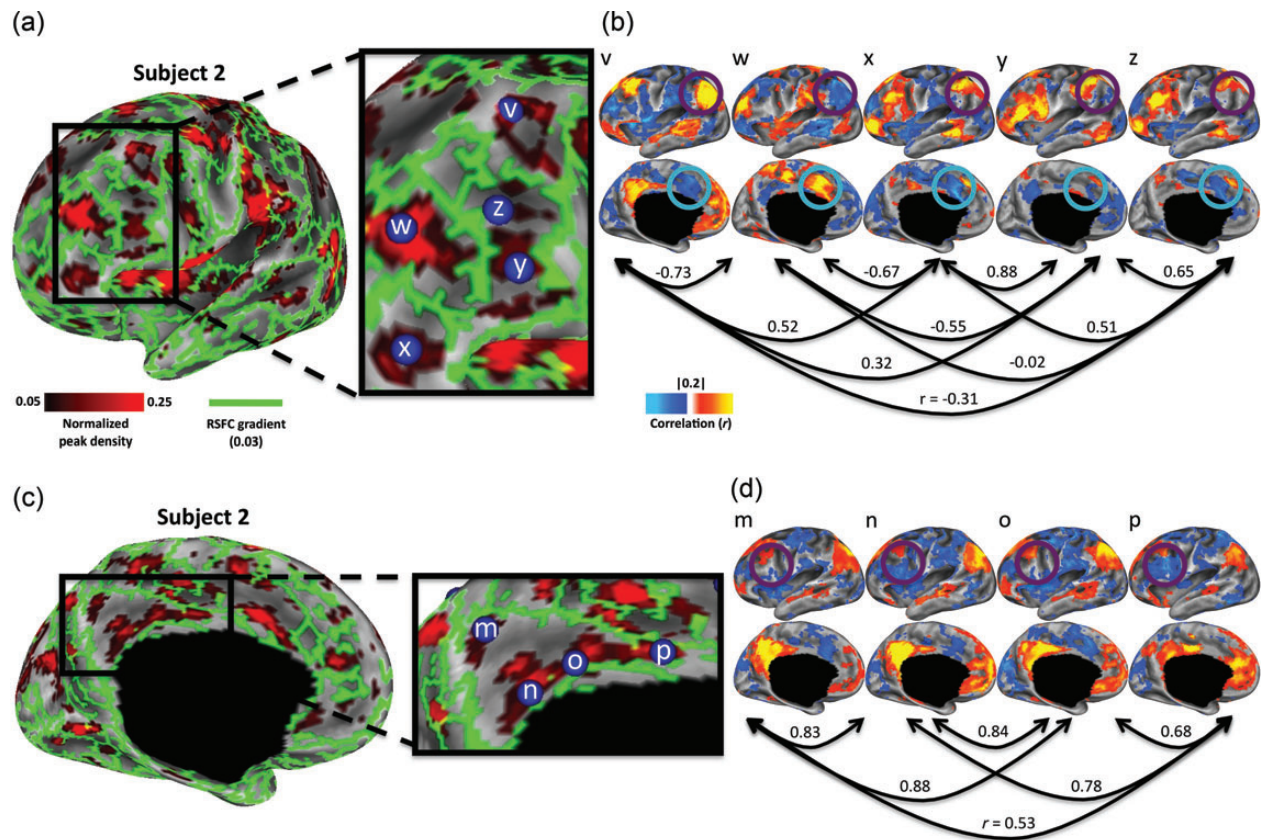 (a)
Subject 2
v
z
w
y
x
0.05 0.25
Normalized
peak density
RSFC gradient
(0.03)
(b)
v w x y z
-0.73 -0.67 0.88 0.65
0.52 -0.55 0.51
0.32 -0.02
r = -0.31
|0.2|
Correlation (r)
(c)
Subject 2
m
o
p
n
(d)
m n o p
0.83 0.84 0.68
0.88 0.78
r = 0.53